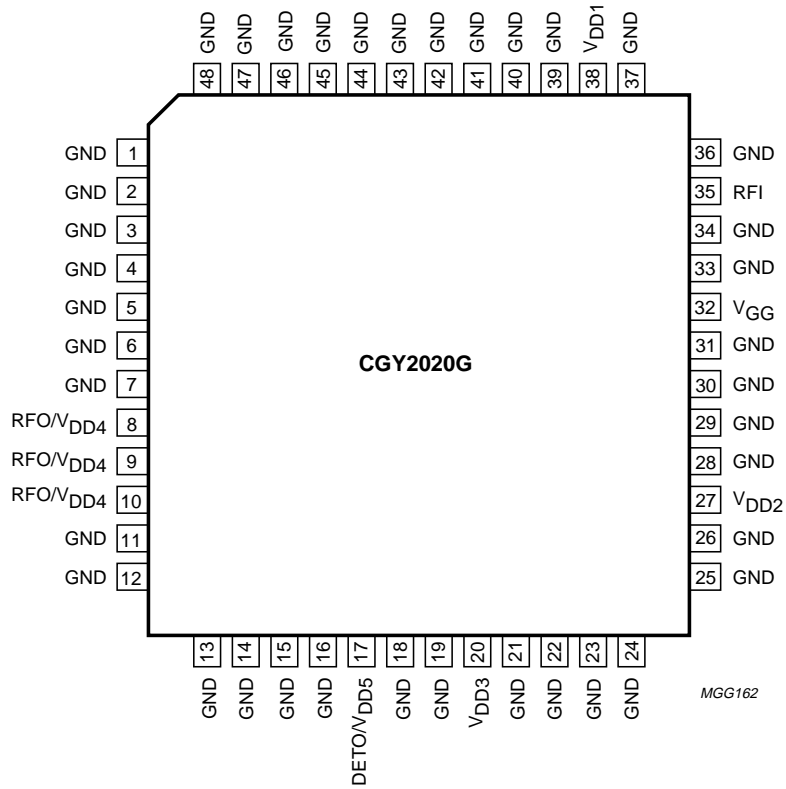 GND GND GND GND GND GND GND GND GND GND VDD1 GND
48 47 46 45 44 43 42 41 40 39 38 37
GND 1
GND 2
GND 3
GND 4
GND 5
GND 6
GND 7
RFO/VDD4 8
RFO/VDD4 9
RFO/VDD4 10
GND 11
GND 12
CGY2020G
36 GND
35 RFI
34 GND
33 GND
32 VGG
31 GND
30 GND
29 GND
28 GND
27 VDD2
26 GND
25 GND
13 14 15 16 17 18 19 20 21 22 23 24
GND GND GND GND DETO/VDD5 GND GND VDD3 GND GND GND GND
MGG162